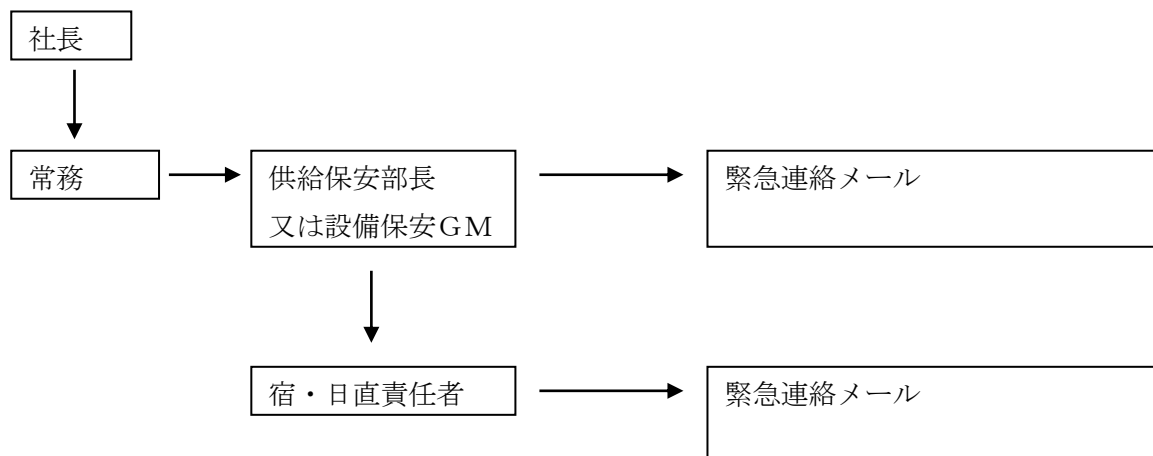 社長
常務
供給保安部長
又は設備保安ＧＭ
緊急連絡メール
宿・日直責任者
緊急連絡メール